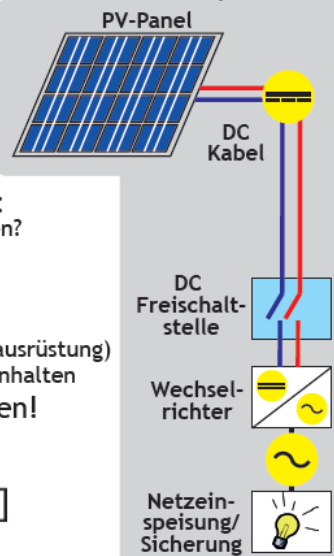 PV-Panel
DC
Kabel
:
n?
DC
Freischalt-
stelle
ausrüstung)
nhalten
en!
Wechsel-
richter
]
Netzein-
speisung/
Sicherung